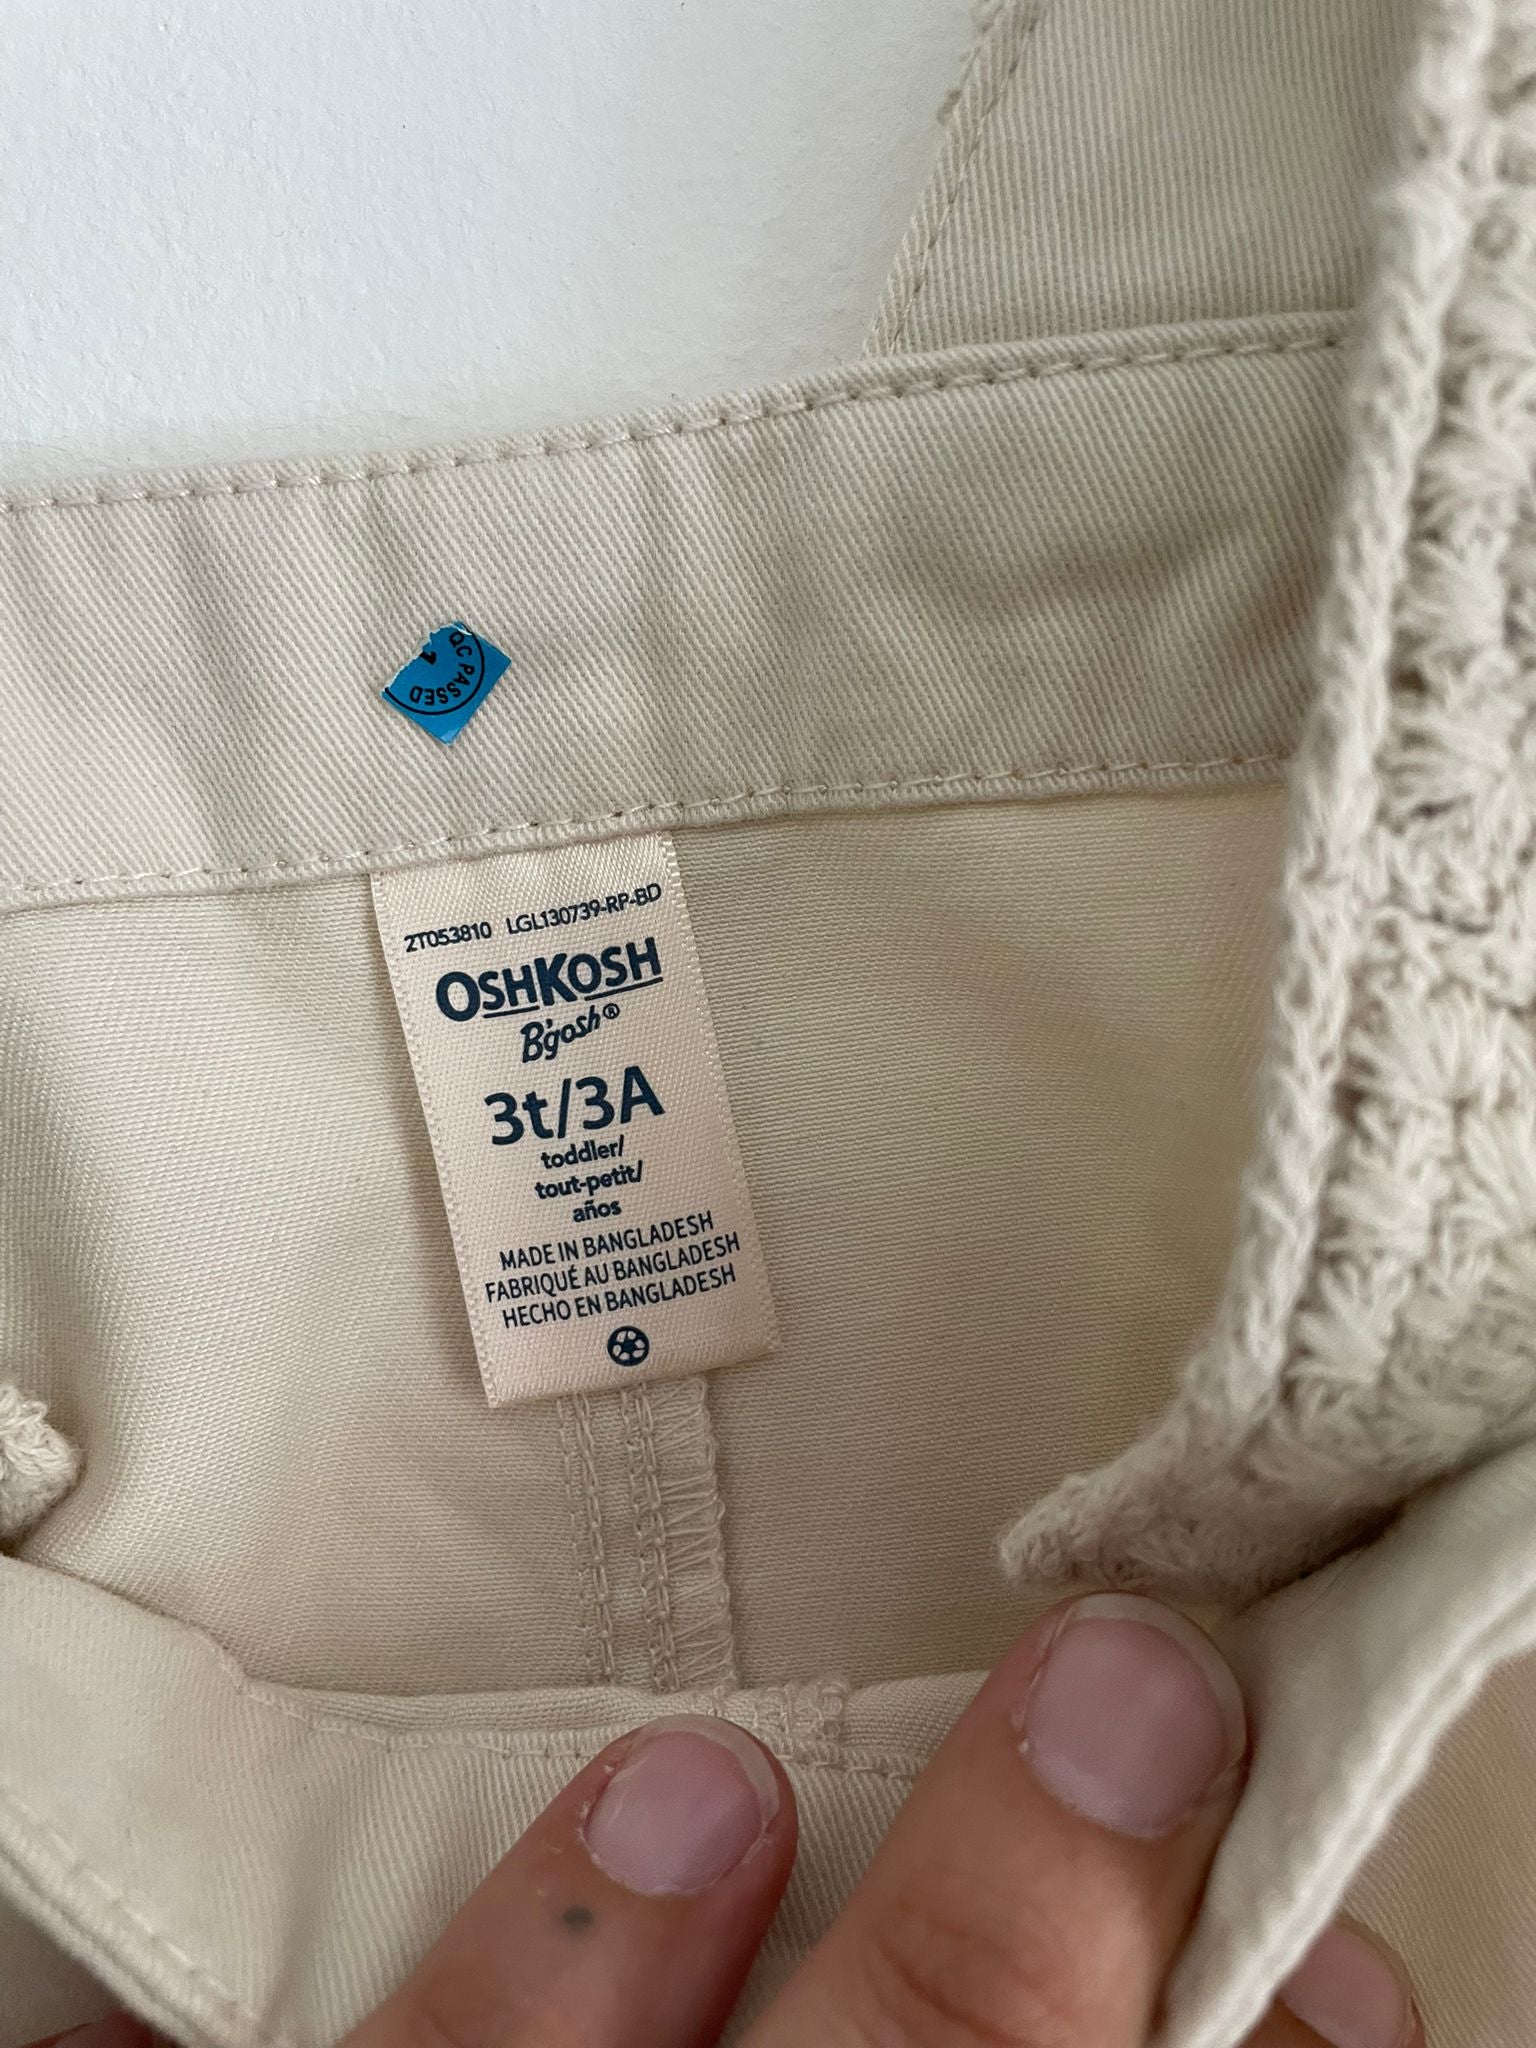 QC PASSED
1
2T053810 LGL130739-RP-BD
OSHKOSH
B'gosh®
3t/3A
toddler/
tout-petit/
años
MADE IN BANGLADESH
FABRIQUÉ AU BANGLADESH
HECHO EN BANGLADESH